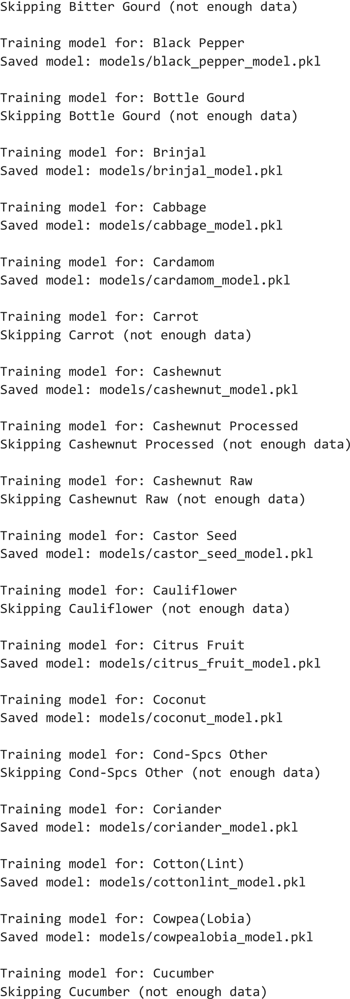 Skipping Bitter Gourd (not enough data)
Training model for: Black Pepper
Saved model: models/black_pepper_model.pkl
Training model for: Bottle Gourd
Skipping Bottle Gourd (not enough data)
Training model for: Brinjal
Saved model: models/brinjal_model.pkl
Training model for: Cabbage
Saved model: models/cabbage_model.pkl
Training model for: Cardamom
Saved model: models/cardamom_model.pkl
Training model for: Carrot
Skipping Carrot (not enough data)
Training model for: Cashewnut
Saved model: models/cashewnut_model.pkl
Training model for: Cashewnut Processed
Skipping Cashewnut Processed (not enough data)
Training model for: Cashewnut Raw
Skipping Cashewnut Raw (not enough data)
Training model for: Castor Seed
Saved model: models/castor_seed_model.pkl
Training model for: Cauliflower
Skipping Cauliflower (not enough data)
Training model for: Citrus Fruit
Saved model: models/citrus_fruit_model.pkl
Training model for: Coconut
Saved model: models/coconut_model.pkl
Training model for: Cond-Spcs Other
Skipping Cond-Spcs Other (not enough data)
Training model for: Coriander
Saved model: models/coriander_model.pkl
Training model for: Cotton(Lint)
Saved model: models/cottonlint_model.pkl
Training model for: Cowpea(Lobia)
Saved model: models/cowpealobia_model.pkl
Training model for: Cucumber
Skipping Cucumber (not enough data)